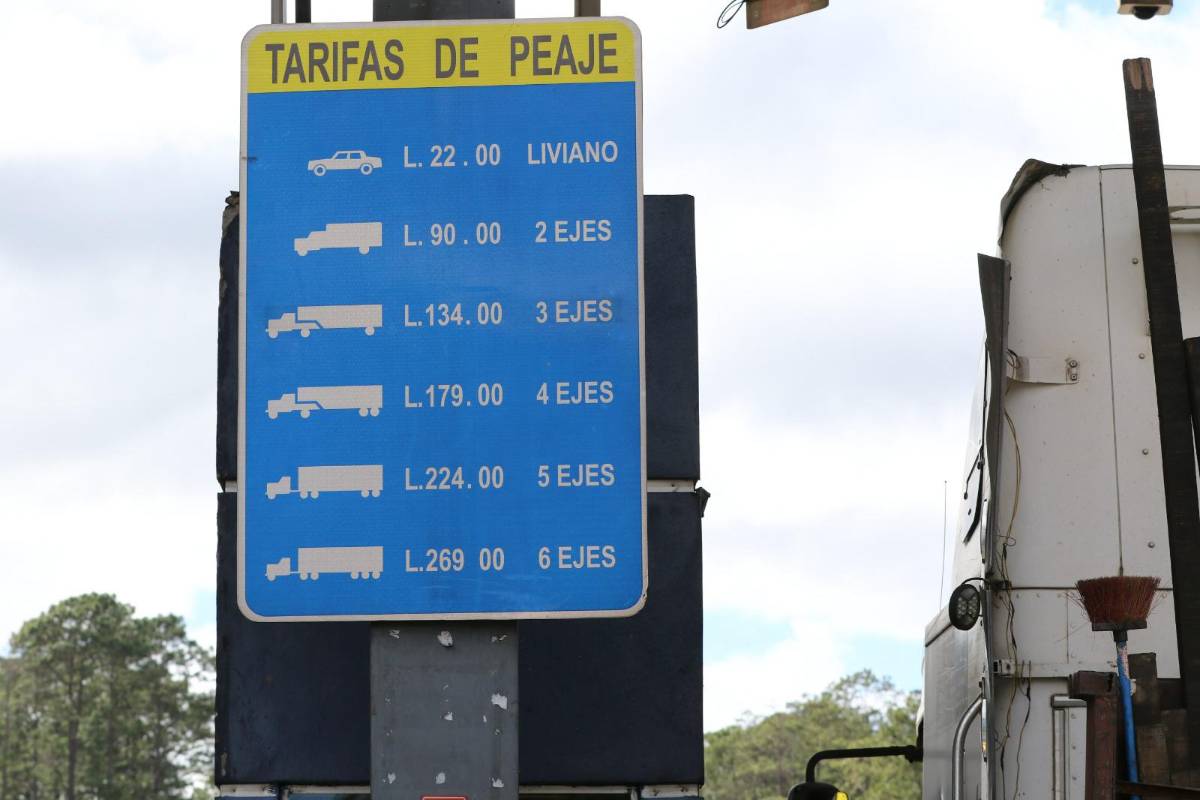 TARIFAS DE PEAJE
L. 22 . 00 LIVIANO
L. 90 . 00 2 EJES
L.134. 00 3 EJES
L.179. 00 4 EJES
L.224. 00 5 EJES
L.269 00 6 EJES